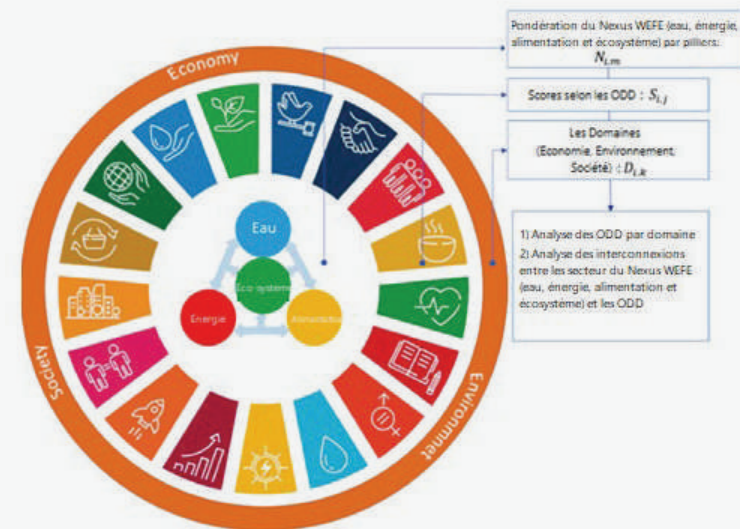 Pondération du Nexus WEFE (eau, énergie,
alimentation et écosystème) par pilliers:
N_{i,m}
Scores selon les ODD : S_{i,j}
Les Domaines
(Economie, Environnement,
Société) : D_{i,k}
1) Analyse des ODD par domaine
2) Analyse des interconnexions
entre les secteur du Nexus WEFE
(eau, énergie, alimentation et
écosystème) et les ODD
Economy
Society
Environmnet
Eau
Eco-système
Energie
Alimentation